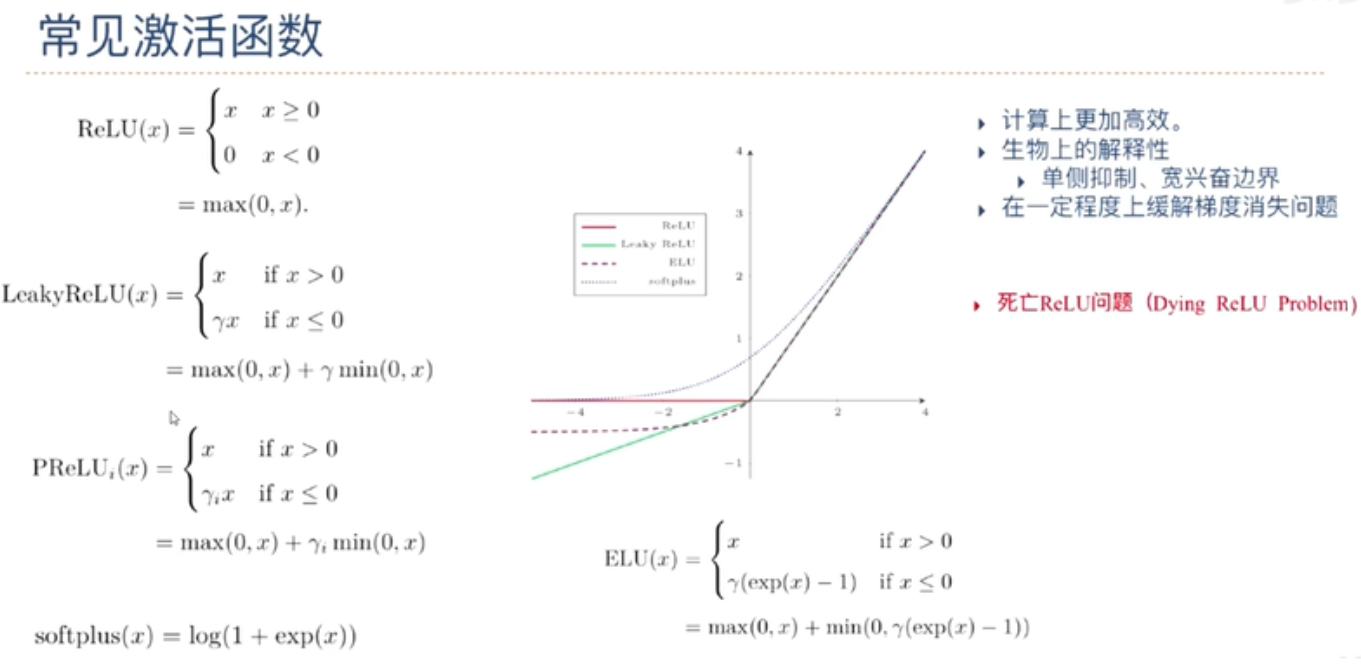 常见激活函数
ReLU(x) = { x  x ≥ 0
0  x < 0
= max(0, x).
LeakyReLU(x) = { x  if x > 0
γx  if x ≤ 0
= max(0, x) + γ min(0, x)
PReLUᵢ(x) = { x  if x > 0
γᵢx  if x ≤ 0
= max(0, x) + γᵢ min(0, x)
softplus(x) = log(1 + exp(x))
ReLU
Leaky ReLU
ELU
softplus
4
3
2
1
−4 −2 2 4
−1
ELU(x) = { x  if x > 0
γ(exp(x) − 1)  if x ≤ 0
= max(0, x) + min(0, γ(exp(x) − 1))
计算上更加高效。
生物上的解释性
单侧抑制、宽兴奋边界
在一定程度上缓解梯度消失问题
死亡ReLU问题（Dying ReLU Problem）